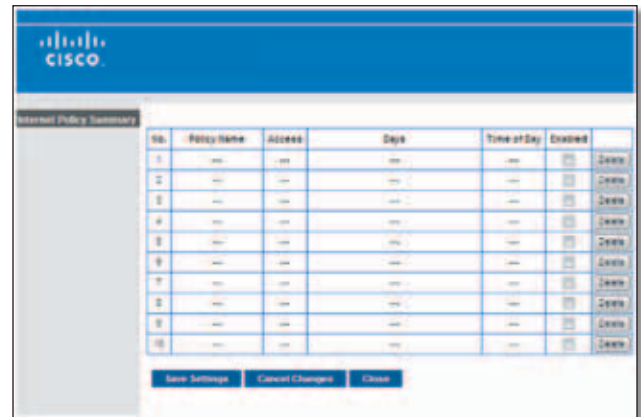 CISCO.
Internet Policy Summary
No. Policy Name Access Days Time of Day Enabled
1 --- --- --- --- Delete
2 --- --- --- --- Delete
3 --- --- --- --- Delete
4 --- --- --- --- Delete
5 --- --- --- --- Delete
6 --- --- --- --- Delete
7 --- --- --- --- Delete
8 --- --- --- --- Delete
9 --- --- --- --- Delete
10 --- --- --- --- Delete
Save Settings Cancel Changes Close